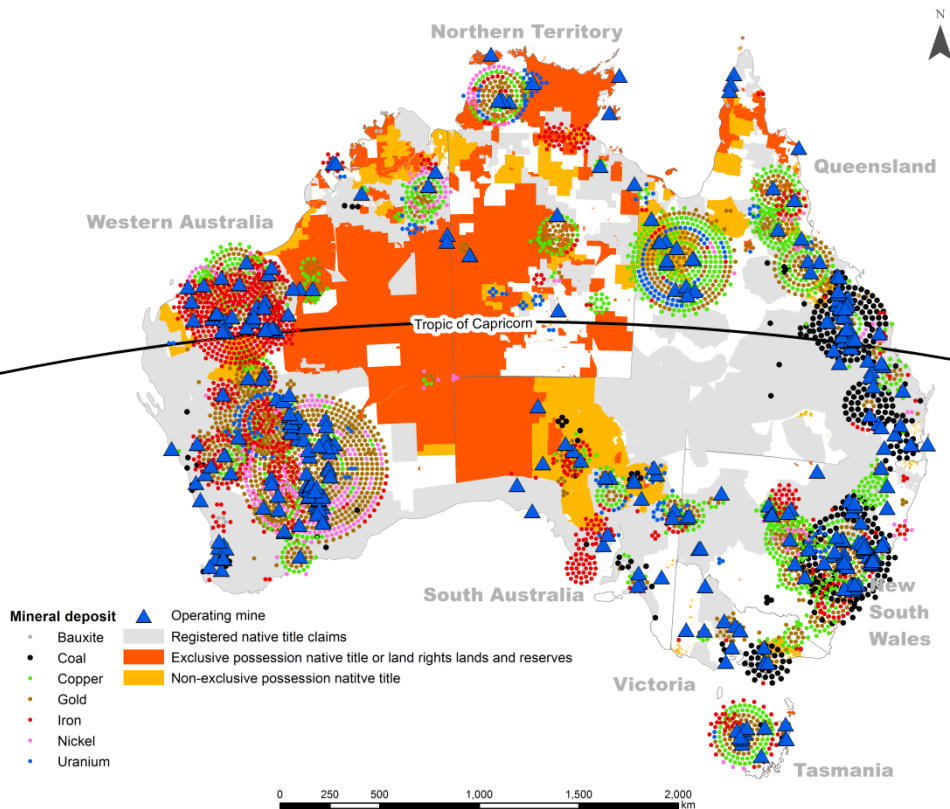 N
Northern Territory
Queensland
Western Australia
Tropic of Capricorn
South Australia
New
South
Wales
Victoria
Tasmania
Mineral deposit
Bauxite
Coal
Copper
Gold
Iron
Nickel
Uranium
Operating mine
Registered native title claims
Exclusive possession native title or land rights lands and reserves
Non-exclusive possession natitve title
0 250 500 1,000 1,500 2,000
km